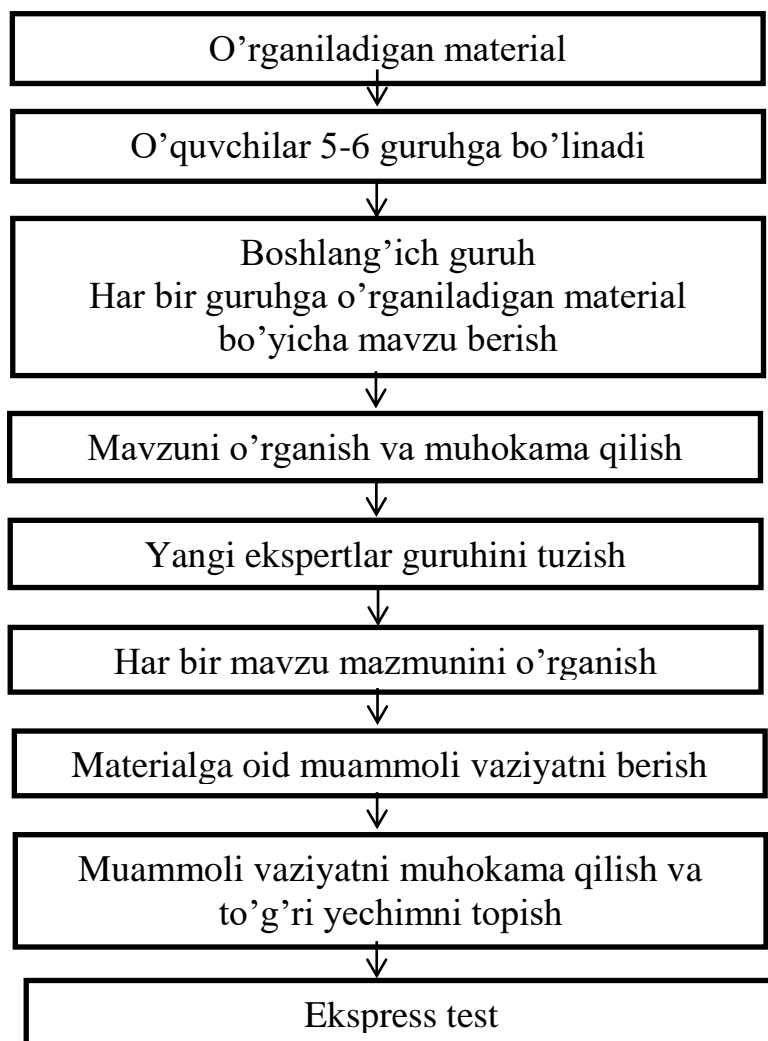 O’rganiladigan material
O’quvchilar 5-6 guruhga bo’linadi
Boshlang’ich guruh
Har bir guruhga o’rganiladigan material
bo’yicha mavzu berish
Mavzuni o’rganish va muhokama qilish
Yangi ekspertlar guruhini tuzish
Har bir mavzu mazmunini o’rganish
Materialga oid muammoli vaziyatni berish
Muammoli vaziyatni muhokama qilish va
to’g’ri yechimni topish
Ekspress test